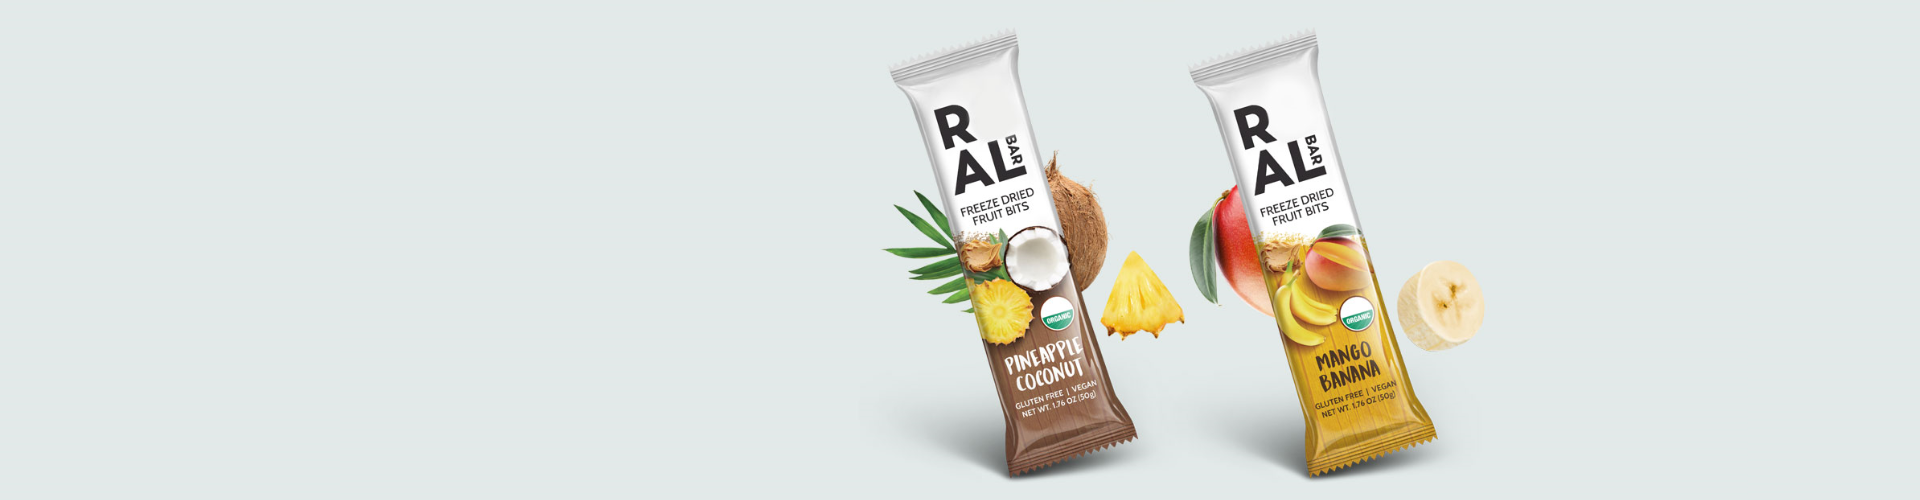 R
AL BAR
FREEZE DRIED
FRUIT BITS
ORGANIC
PINEAPPLE
COCONUT
GLUTEN FREE | VEGAN
NET WT. 1.76 OZ (50g)
R
AL BAR
FREEZE DRIED
FRUIT BITS
ORGANIC
MANGO
BANANA
GLUTEN FREE | VEGAN
NET WT. 1.76 OZ (50g)